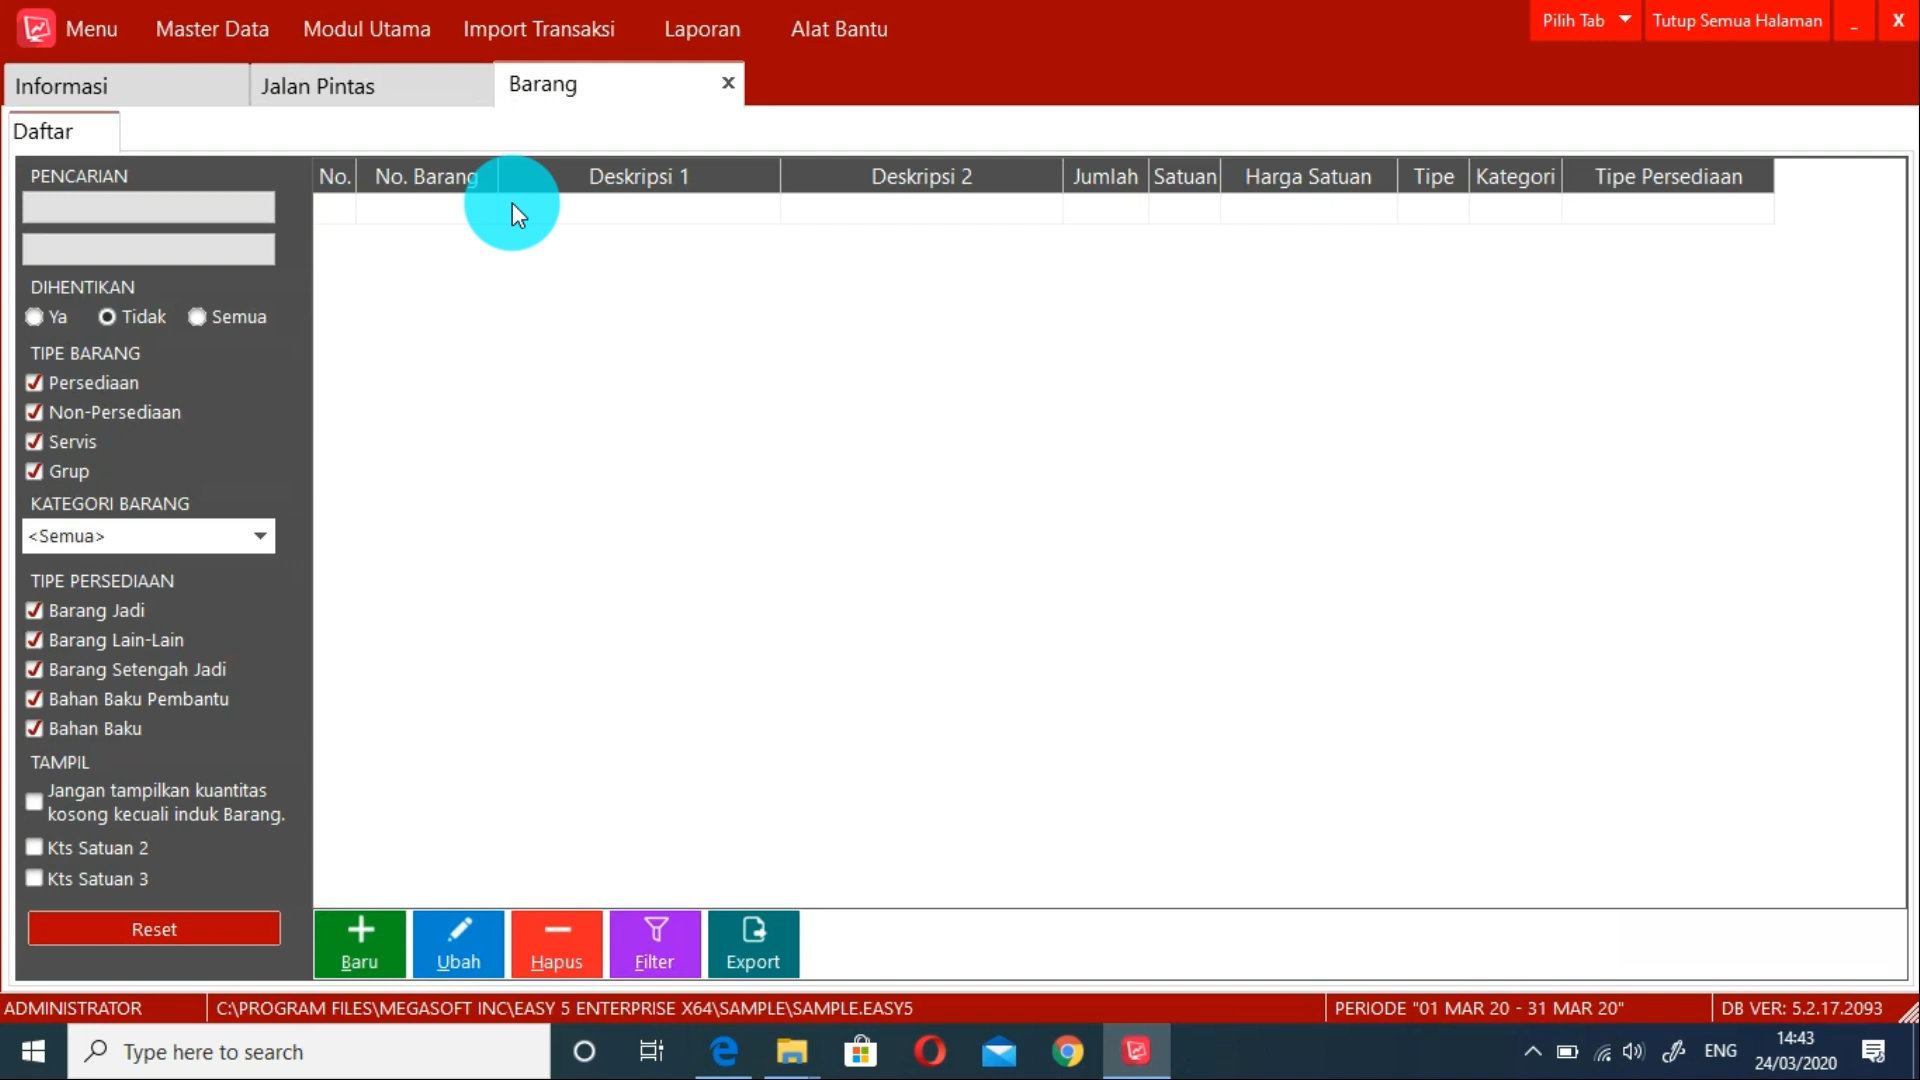 Menu Master Data Modul Utama Import Transaksi Laporan Alat Bantu Pilih Tab Tutup Semua Halaman _ X
Informasi Jalan Pintas Barang x
Daftar
PENCARIAN
No. No. Barang Deskripsi 1 Deskripsi 2 Jumlah Satuan Harga Satuan Tipe Kategori Tipe Persediaan
DIHENTIKAN
Ya Tidak Semua
TIPE BARANG
Persediaan
Non-Persediaan
Servis
Grup
KATEGORI BARANG
<Semua>
TIPE PERSEDIAAN
Barang Jadi
Barang Lain-Lain
Barang Setengah Jadi
Bahan Baku Pembantu
Bahan Baku
TAMPIL
Jangan tampilkan kuantitas
kosong kecuali induk Barang.
Kts Satuan 2
Kts Satuan 3
Reset
Baru Ubah Hapus Filter Export
ADMINISTRATOR C:\PROGRAM FILES\MEGASOFT INC\EASY 5 ENTERPRISE X64\SAMPLE\SAMPLE.EASY5 PERIODE "01 MAR 20 - 31 MAR 20" DB VER: 5.2.17.2093
Type here to search ENG 14:43
24/03/2020